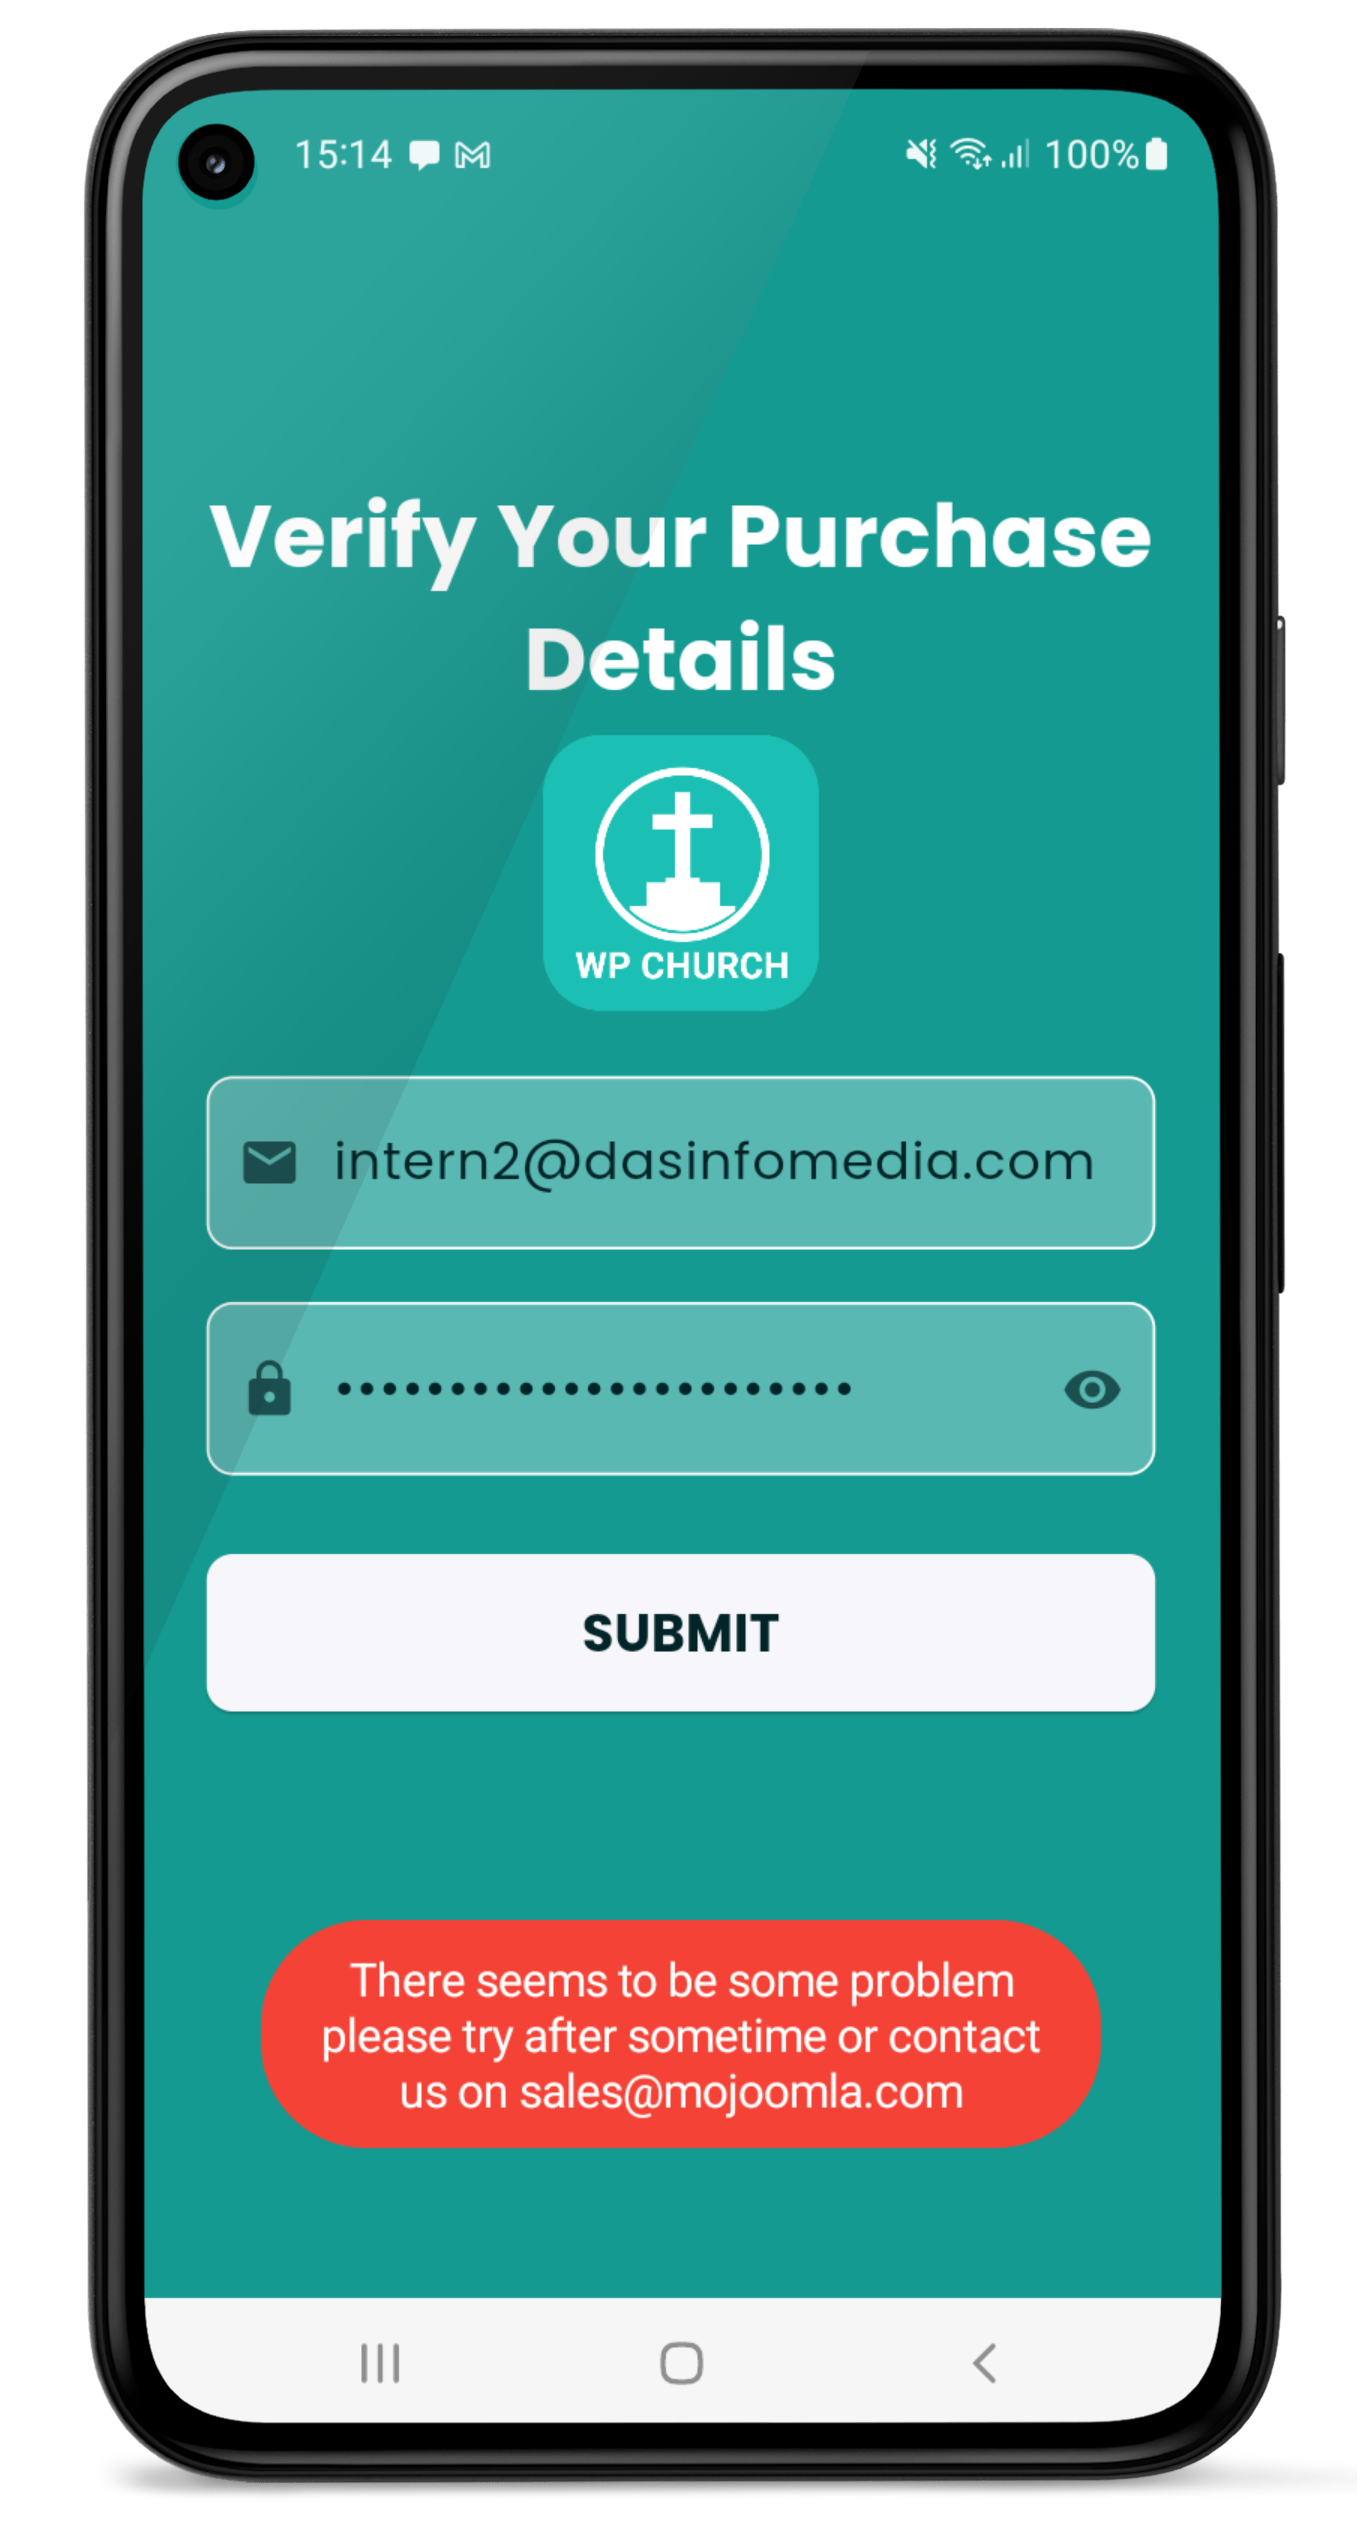 15:14
100%
Verify Your Purchase
Details
WP CHURCH
intern2@dasinfomedia.com
•••••••••••••••••••••••
SUBMIT
There seems to be some problem
please try after sometime or contact
us on sales@mojoomla.com